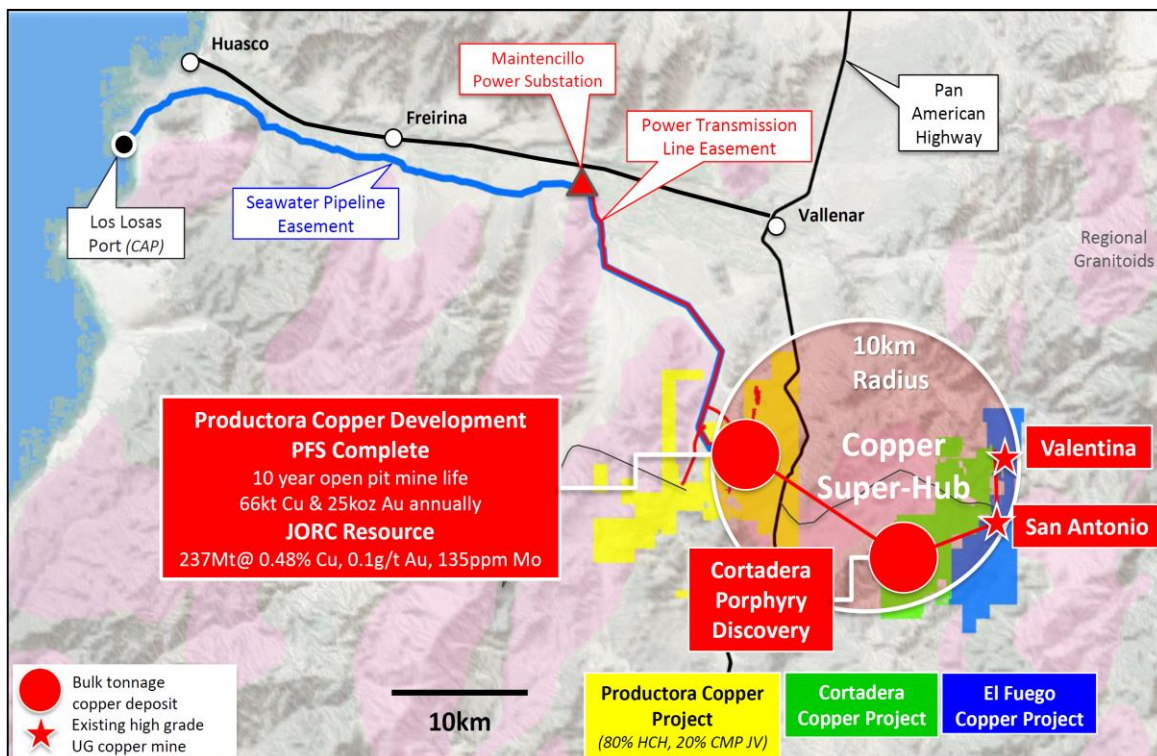 Huasco
Maintencillo
Power Substation
Freirina
Power Transmission
Line Easement
Pan
American
Highway
Los Losas
Port (CAP)
Seawater Pipeline
Easement
Vallenar
Regional
Granitoids
10km
Radius
Copper
Super-Hub
Productora Copper Development
PFS Complete
10 year open pit mine life
66kt Cu & 25koz Au annually
JORC Resource
237Mt@ 0.48% Cu, 0.1g/t Au, 135ppm Mo
Valentina
San Antonio
Cortadera
Porphyry
Discovery
Bulk tonnage
copper deposit
Existing high grade
UG copper mine
10km
Productora Copper
Project
(80% HCH, 20% CMP JV)
Cortadera
Copper Project
El Fuego
Copper Project